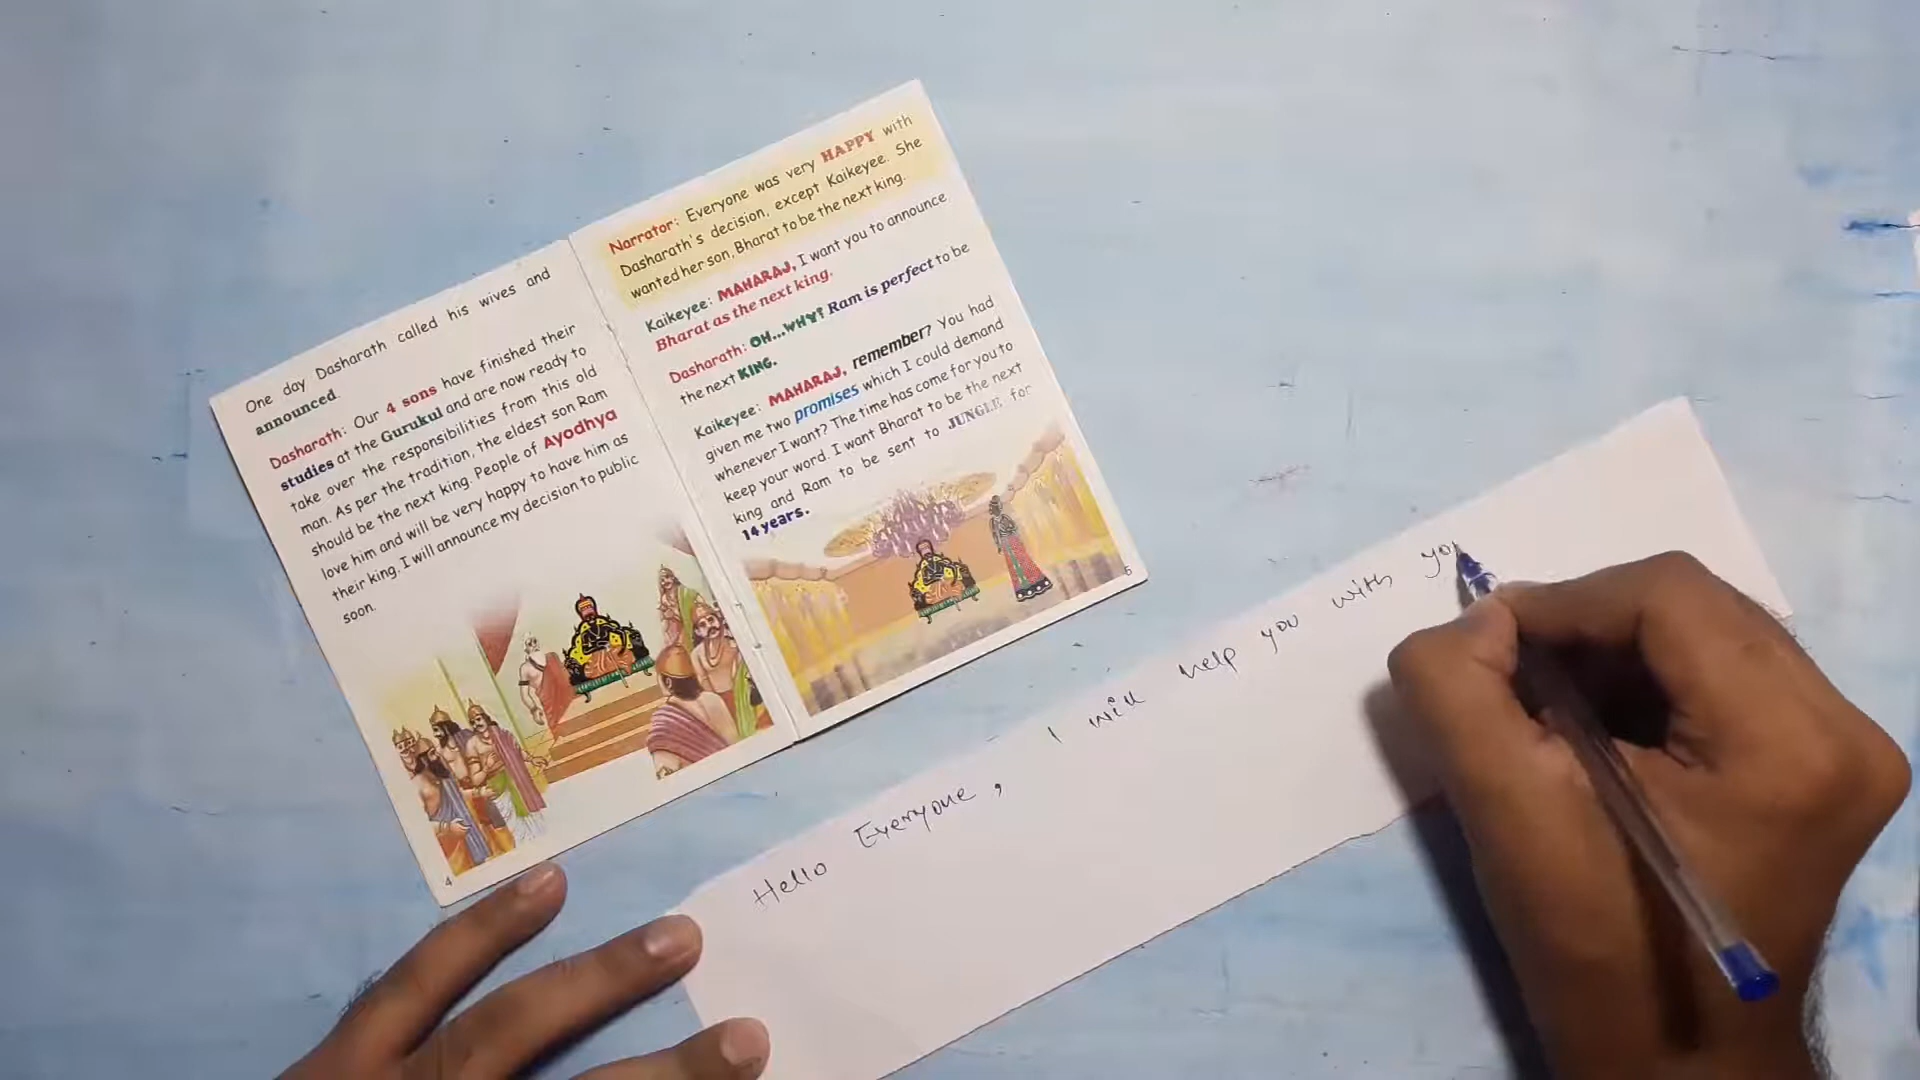 One day Dasharath called his wives and
announced.
Dasharath: Our 4 sons have finished their
studies at the Gurukul and are now ready to
take over the responsibilities from this old
man. As per the tradition, the eldest son Ram
should be the next king. People of Ayodhya
love him and will be very happy to have him as
their king. I will announce my decision to public
soon.
4
Narrator: Everyone was very HAPPY with
Dasharath's decision, except Kaikeyee. She
wanted her son, Bharat to be the next king.
Kaikeyee: MAHARAJ, I want you to announce
Bharat as the next king.
Dasharath: OH...WHY? Ram is perfect to be
the next KING.
Kaikeyee: MAHARAJ, remember? You had
given me two promises which I could demand
whenever I want? The time has come for you to
keep your word. I want Bharat to be the next
king and Ram to be sent to JUNGLE for
14 years.
5
Hello Everyone, I will help you with you